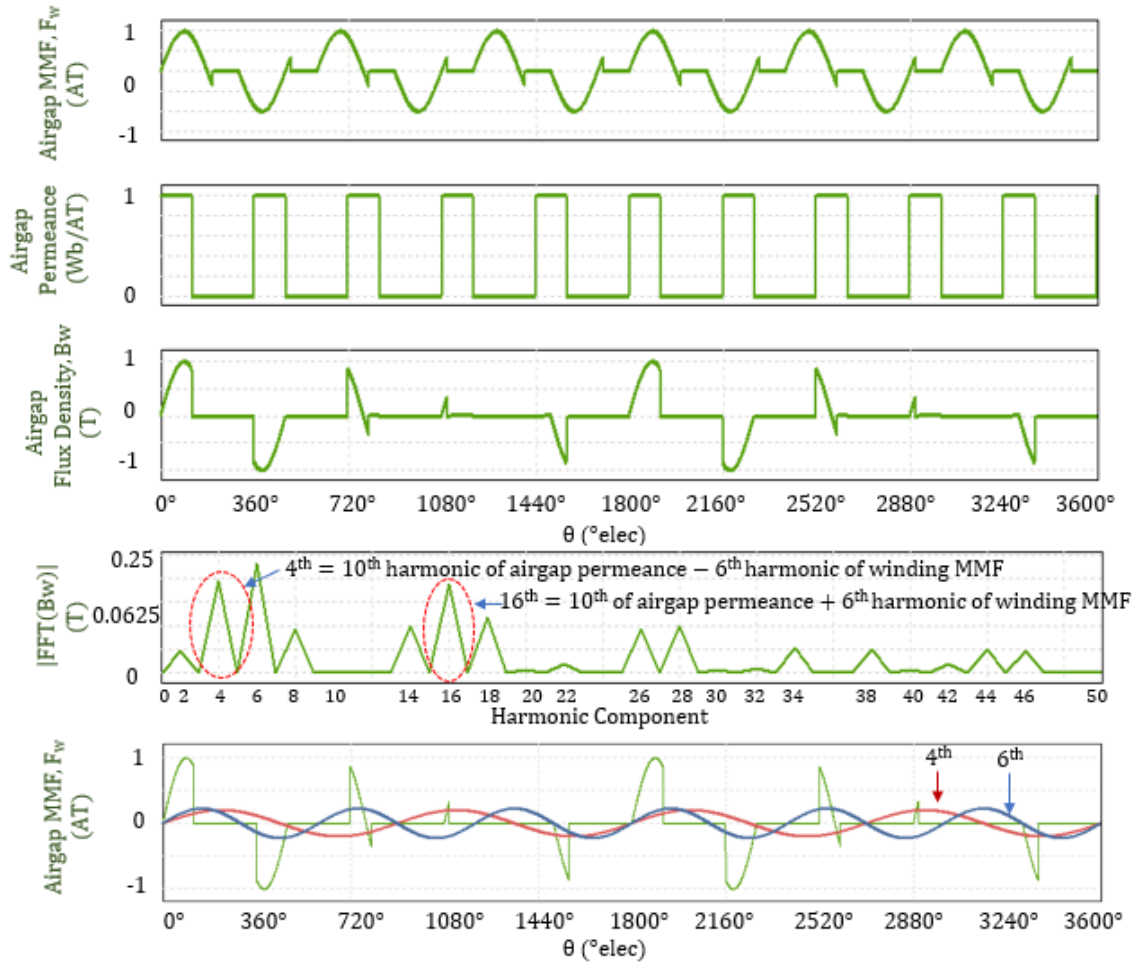 Airgap MMF, Fw
(AT)
1
0
-1
Airgap
Permeance
(Wb/AT)
1
0
Airgap
Flux Density, Bw
(T)
1
0
-1
0° 360° 720° 1080° 1440° 1800° 2160° 2520° 2880° 3240° 3600°
θ (°elec)
|FFT(Bw)|
(T)
0.25
0.0625
0
4th = 10th harmonic of airgap permeance − 6th harmonic of winding MMF
16th = 10th of airgap permeance + 6th harmonic of winding MMF
0 2 4 6 8 10 14 16 18 20 22 26 28 30 32 34 38 40 42 44 46 50
Harmonic Component
Airgap MMF, Fw
(AT)
1
0
-1
4th 6th
0° 360° 720° 1080° 1440° 1800° 2160° 2520° 2880° 3240° 3600°
θ (°elec)